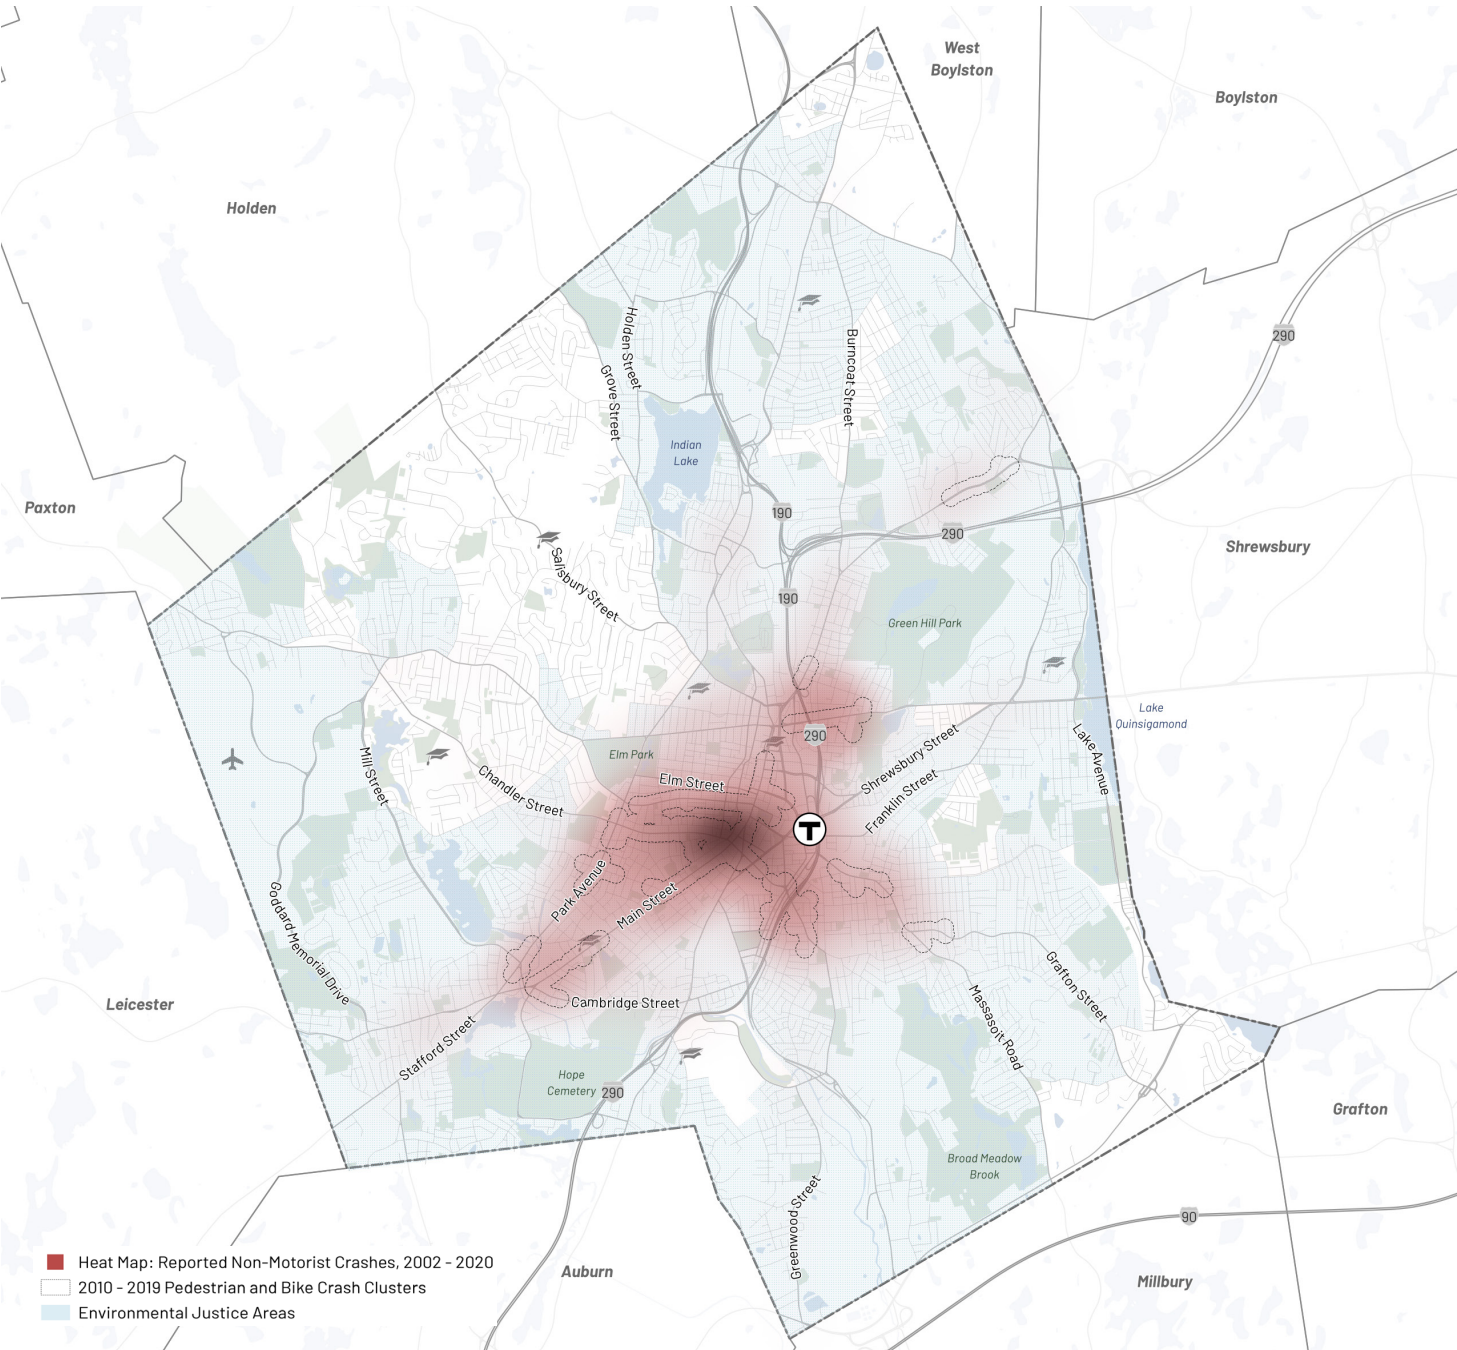 West
Boylston
Boylston
Holden
290
Holden Street
Grove Street
Burncoat Street
Indian
Lake
Paxton
190
290
Shrewsbury
Salisbury Street
190
Green Hill Park
Lake
Quinsigamond
290
Elm Park
Shrewsbury Street
Lake Avenue
Mill Street
Chandler Street
Elm Street
Franklin Street
T
Park Avenue
Main Street
Goddard Memorial Drive
Grafton Street
Leicester
Cambridge Street
Massasoit Road
Stafford Street
Hope
Cemetery
290
Grafton
Broad Meadow
Brook
Greenwood Street
90
Auburn
Millbury
Heat Map: Reported Non-Motorist Crashes, 2002 - 2020
2010 - 2019 Pedestrian and Bike Crash Clusters
Environmental Justice Areas